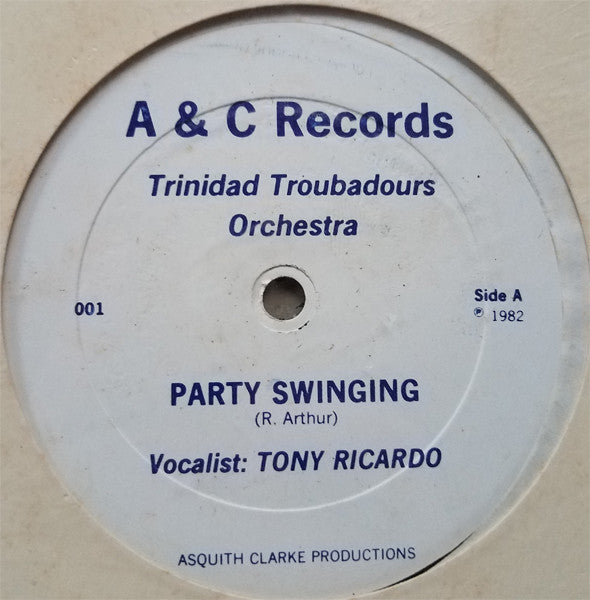 A & C Records
Trinidad Troubadours
Orchestra
001
Side A
℗ 1982
PARTY SWINGING
(R. Arthur)
Vocalist: TONY RICARDO
ASQUITH CLARKE PRODUCTIONS